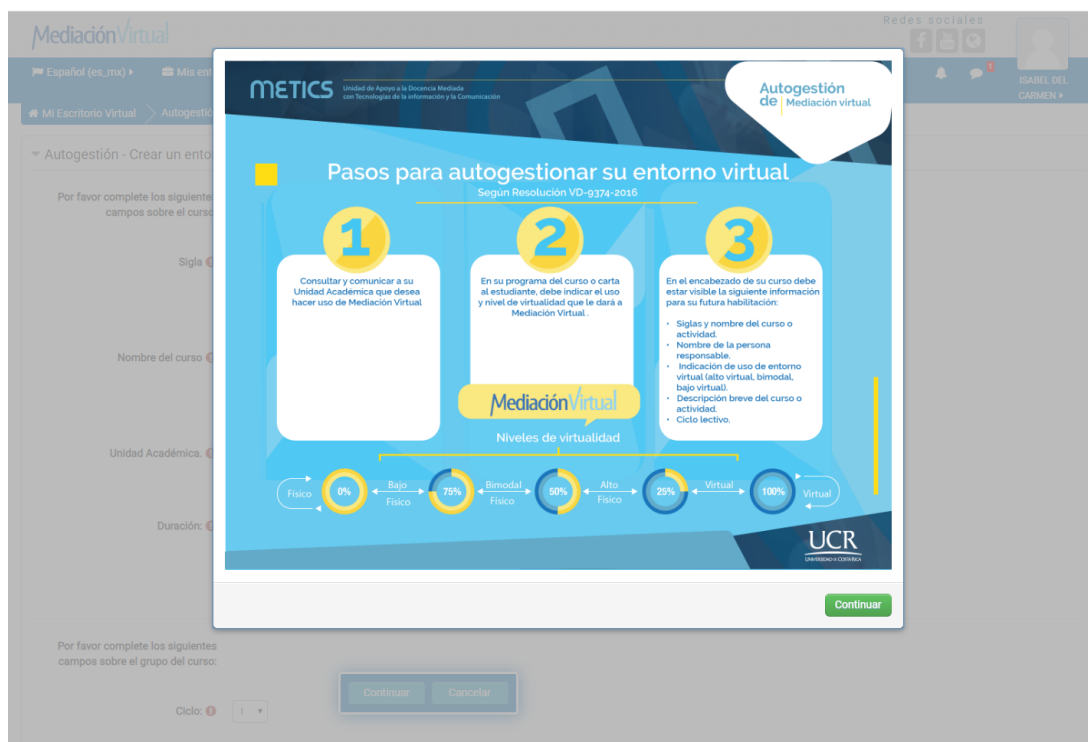 MediaciónVirtual
Redes sociales
Español (es_mx)
Mis ent
1
ISABEL DEL
CARMEN
Mi Escritorio Virtual
Autogestió
Autogestión - Crear un ento
Por favor complete los siguientes
campos sobre el curso
Sigla
Nombre del curso
Unidad Académica.
Duración:
Por favor complete los siguientes
campos sobre el grupo del curso:
Ciclo:
I
Continuar
Cancelar
METICS
Unidad de Apoyo a la Docencia Mediada
con Tecnologías de la información y la Comunicación
Autogestión
de Mediación virtual
Pasos para autogestionar su entorno virtual
Según Resolución VD-9374-2016
1
Consultar y comunicar a su
Unidad Académica que desea
hacer uso de Mediación Virtual
2
En su programa del curso o carta
al estudiante, debe indicar el uso
y nivel de virtualidad que le dará a
Mediación Virtual .
3
En el encabezado de su curso debe
estar visible la siguiente información
para su futura habilitación:
• Siglas y nombre del curso o
actividad.
• Nombre de la persona
responsable.
• Indicación de uso de entorno
virtual (alto virtual, bimodal,
bajo virtual).
• Descripción breve del curso o
actividad.
• Ciclo lectivo.
MediaciónVirtual
Niveles de virtualidad
Físico
0%
Bajo
Físico
75%
Bimodal
Físico
50%
Alto
Físico
25%
Virtual
100%
Virtual
UCR
UNIVERSIDAD DE COSTA RICA
Continuar